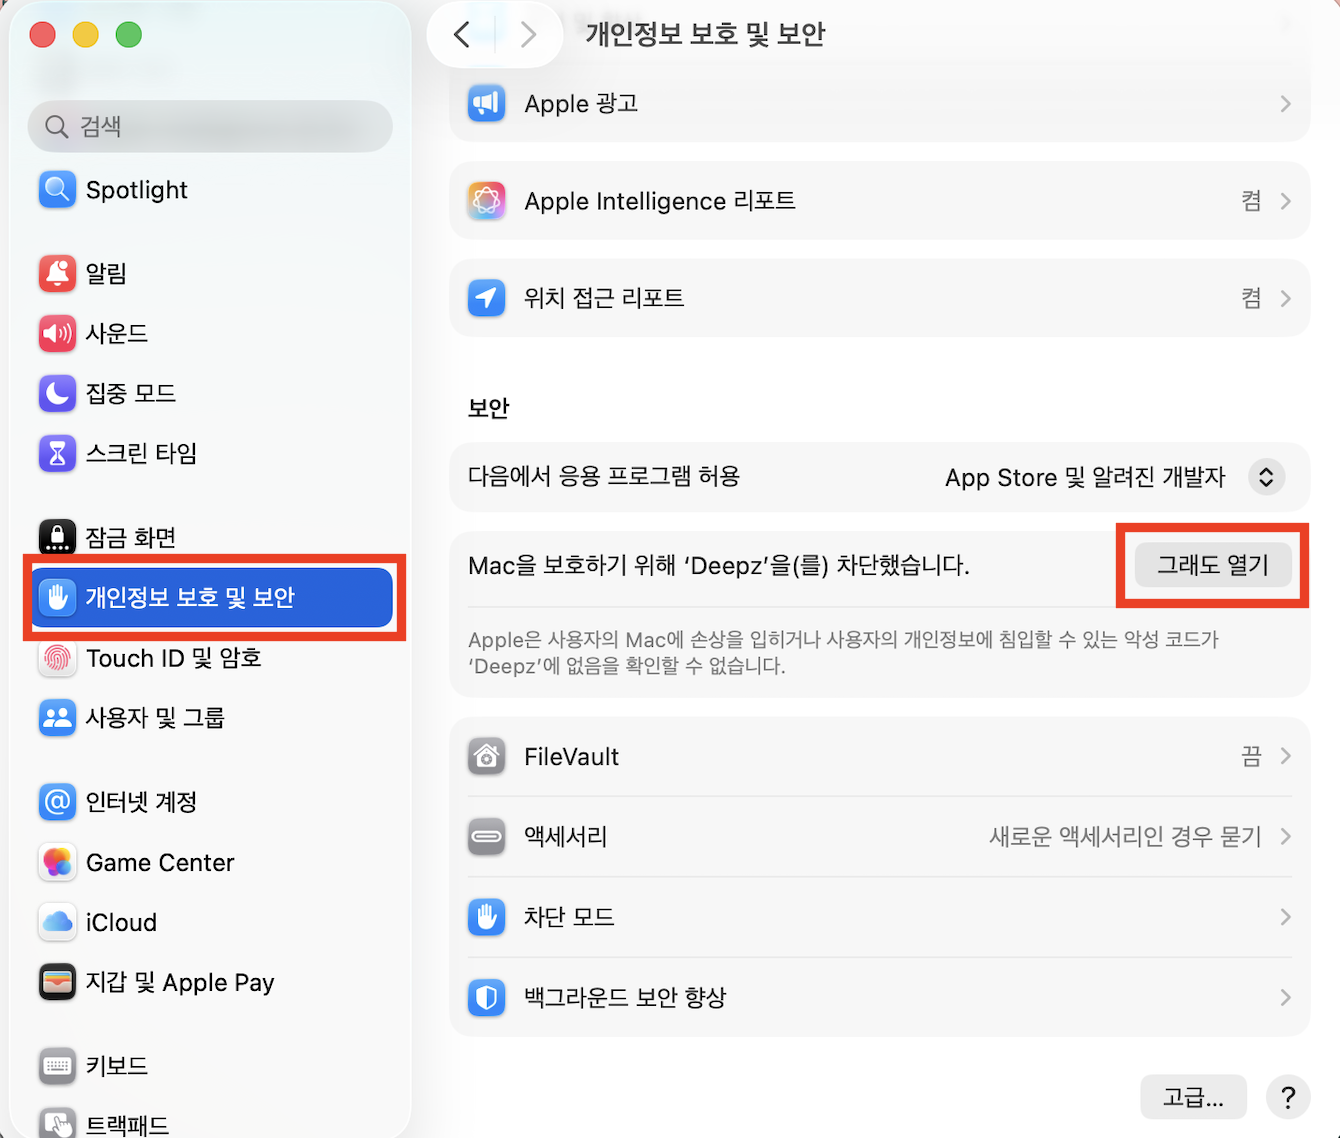 검색
Spotlight
알림
사운드
집중 모드
스크린 타임
잠금 화면
개인정보 보호 및 보안
Touch ID 및 암호
사용자 및 그룹
인터넷 계정
Game Center
iCloud
지갑 및 Apple Pay
키보드
트랙패드
개인정보 보호 및 보안
Apple 광고
Apple Intelligence 리포트
켬
위치 접근 리포트
켬
보안
다음에서 응용 프로그램 허용
App Store 및 알려진 개발자
Mac을 보호하기 위해 ‘Deepz’을(를) 차단했습니다.
그래도 열기
Apple은 사용자의 Mac에 손상을 입히거나 사용자의 개인정보에 침입할 수 있는 악성 코드가
‘Deepz’에 없음을 확인할 수 없습니다.
FileVault
끔
액세서리
새로운 액세서리인 경우 묻기
차단 모드
백그라운드 보안 향상
고급...
?